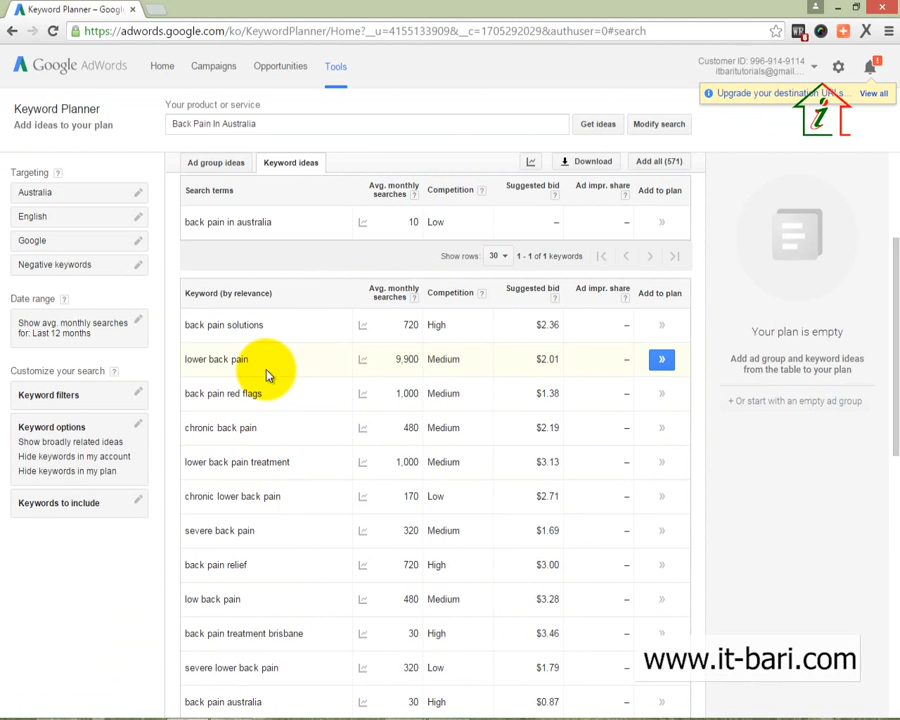 Keyword Planner – Googl
https://adwords.google.com/ko/KeywordPlanner/Home?__u=4155133909&__c=1705292029&authuser=0#search
Google AdWords
Home
Campaigns
Opportunities
Tools
Customer ID: 996-914-9114
itbaritutorials@gmail....
Upgrade your destination URLs...
View all
Keyword Planner
Add ideas to your plan
Your product or service
Back Pain In Australia
Get ideas
Modify search
Targeting ?
Australia
English
Google
Negative keywords
Date range ?
Show avg. monthly searches
for: Last 12 months
Customize your search ?
Keyword filters
Keyword options
Show broadly related ideas
Hide keywords in my account
Hide keywords in my plan
Keywords to include
Ad group ideas
Keyword ideas
Download
Add all (571)
Search terms
Avg. monthly searches ?
Competition ?
Suggested bid ?
Ad impr. share ?
Add to plan
back pain in australia 10 Low – – »
Show rows: 30 1 - 1 of 1 keywords
Keyword (by relevance)
Avg. monthly searches ?
Competition ?
Suggested bid ?
Ad impr. share ?
Add to plan
back pain solutions 720 High $2.36 – »
lower back pain 9,900 Medium $2.01 – »
back pain red flags 1,000 Medium $1.38 – »
chronic back pain 480 Medium $2.19 – »
lower back pain treatment 1,000 Medium $3.13 – »
chronic lower back pain 170 Low $2.71 – »
severe back pain 320 Medium $1.69 – »
back pain relief 720 High $3.00 – »
low back pain 480 Medium $3.28 – »
back pain treatment brisbane 30 High $3.46 – »
severe lower back pain 320 Low $1.79 –
back pain australia 30 High $0.87 – »
Your plan is empty
Add ad group and keyword ideas
from the table to your plan
+ Or start with an empty ad group
www.it-bari.com